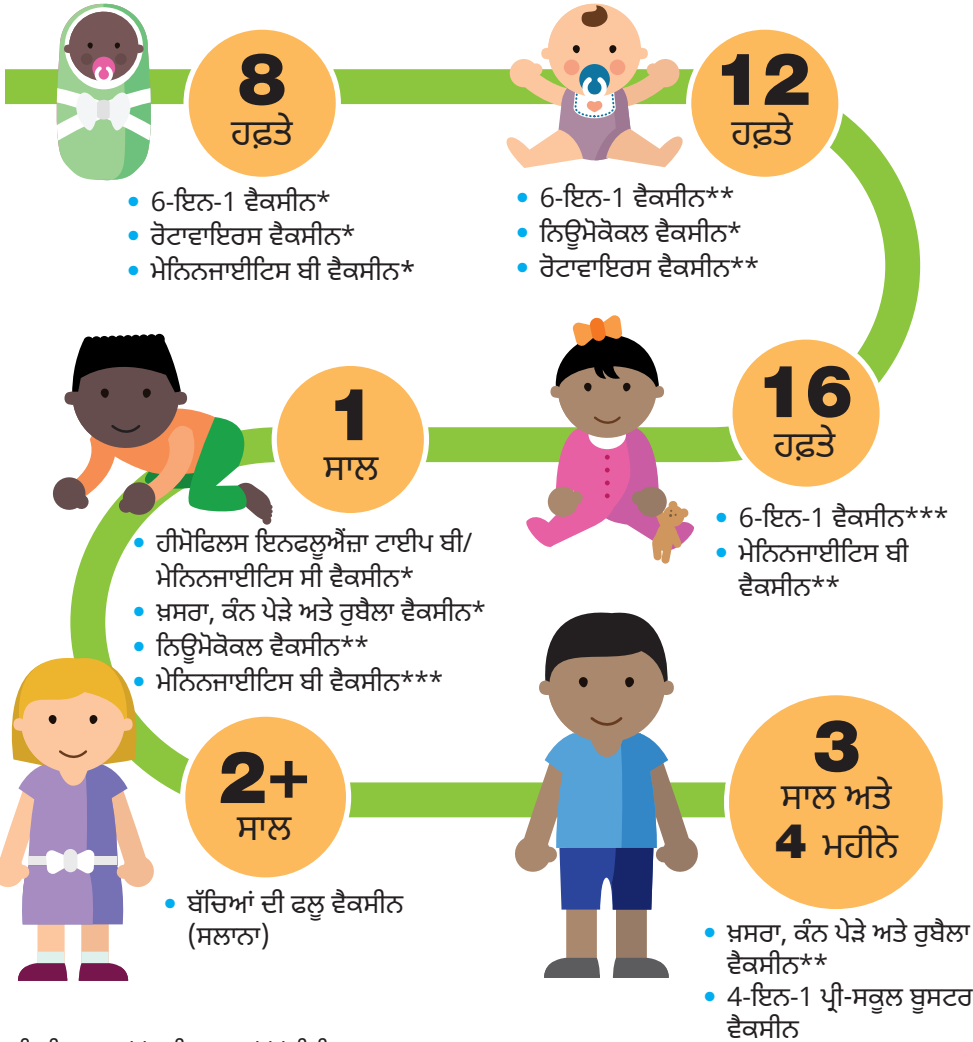 8
ਹਫ਼ਤੇ
• 6-ਇਨ-1 ਵੈਕਸੀਨ*
• ਰੋਟਾਵਾਇਰਸ ਵੈਕਸੀਨ*
• ਮੇਨਿਨਜਾਈਟਿਸ ਬੀ ਵੈਕਸੀਨ*
12
ਹਫ਼ਤੇ
• 6-ਇਨ-1 ਵੈਕਸੀਨ**
• ਨਿਊਮੋਕੋਕਲ ਵੈਕਸੀਨ*
• ਰੋਟਾਵਾਇਰਸ ਵੈਕਸੀਨ**
16
ਹਫ਼ਤੇ
• 6-ਇਨ-1 ਵੈਕਸੀਨ***
• ਮੇਨਿਨਜਾਈਟਿਸ ਬੀ
ਵੈਕਸੀਨ**
1
ਸਾਲ
• ਹੀਮੋਫਿਲਸ ਇਨਫਲੂਐਂਜ਼ਾ ਟਾਈਪ ਬੀ/
ਮੇਨਿਨਜਾਈਟਿਸ ਸੀ ਵੈਕਸੀਨ*
• ਖ਼ਸਰਾ, ਕੰਨ ਪੇੜੇ ਅਤੇ ਰੁਬੈਲਾ ਵੈਕਸੀਨ*
• ਨਿਊਮੋਕੋਕਲ ਵੈਕਸੀਨ**
• ਮੇਨਿਨਜਾਈਟਿਸ ਬੀ ਵੈਕਸੀਨ***
2+
ਸਾਲ
• ਬੱਚਿਆਂ ਦੀ ਫਲੂ ਵੈਕਸੀਨ
(ਸਲਾਨਾ)
3
ਸਾਲ ਅਤੇ
4 ਮਹੀਨੇ
• ਖ਼ਸਰਾ, ਕੰਨ ਪੇੜੇ ਅਤੇ ਰੁਬੈਲਾ
ਵੈਕਸੀਨ**
• 4-ਇਨ-1 ਪ੍ਰੀ-ਸਕੂਲ ਬੂਸਟਰ
ਵੈਕਸੀਨ